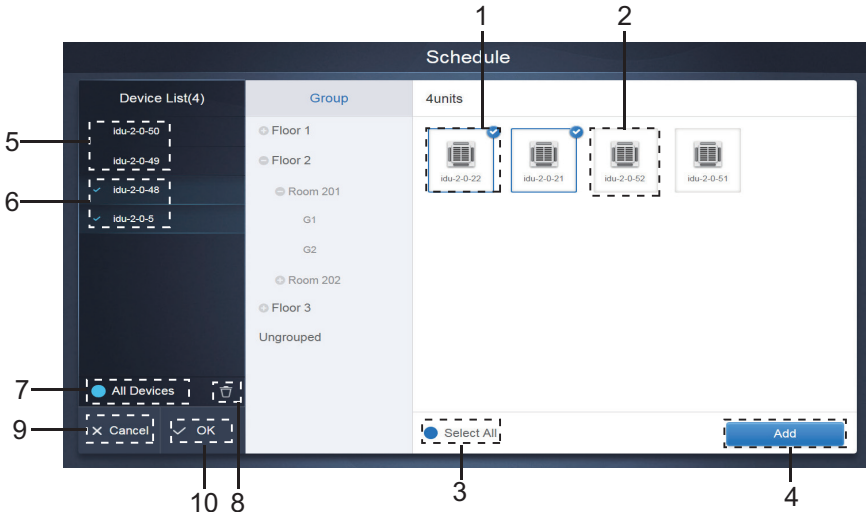 1
2
Schedule
Device List(4)
Group
4units
5
idu-2-0-50
idu-2-0-49
6
idu-2-0-48
idu-2-0-5
Floor 1
Floor 2
Room 201
G1
G2
Room 202
Floor 3
Ungrouped
idu-2-0-22
idu-2-0-21
idu-2-0-52
idu-2-0-51
7
All Devices
9
Cancel
OK
Select All
Add
10
8
3
4